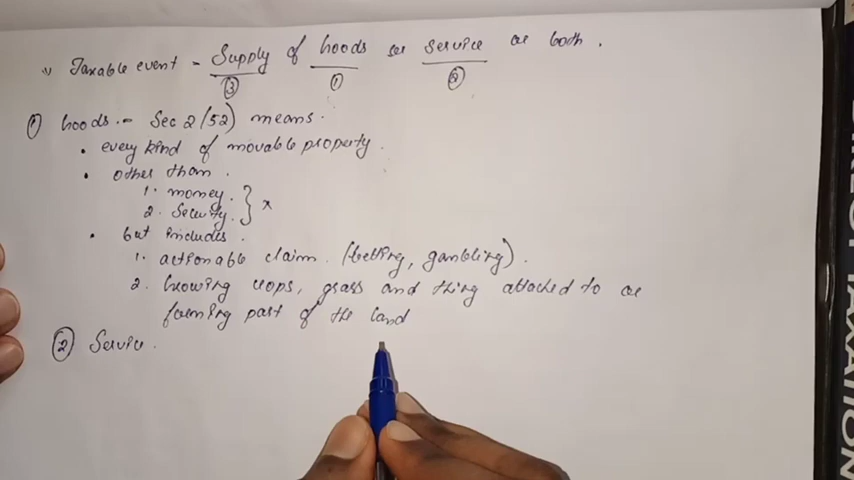 Taxable event - Supply of Goods or Service or both.
③ ① ②
① Goods :- Sec 2(52) means.
• every kind of movable property.
• other than.
1. money.
2. Security. } x
• but includes.
1. actionable claim. (betting, gambling).
2. Growing crops, grass and thing attached to or
forming part of the land
② Service.
TAXATION